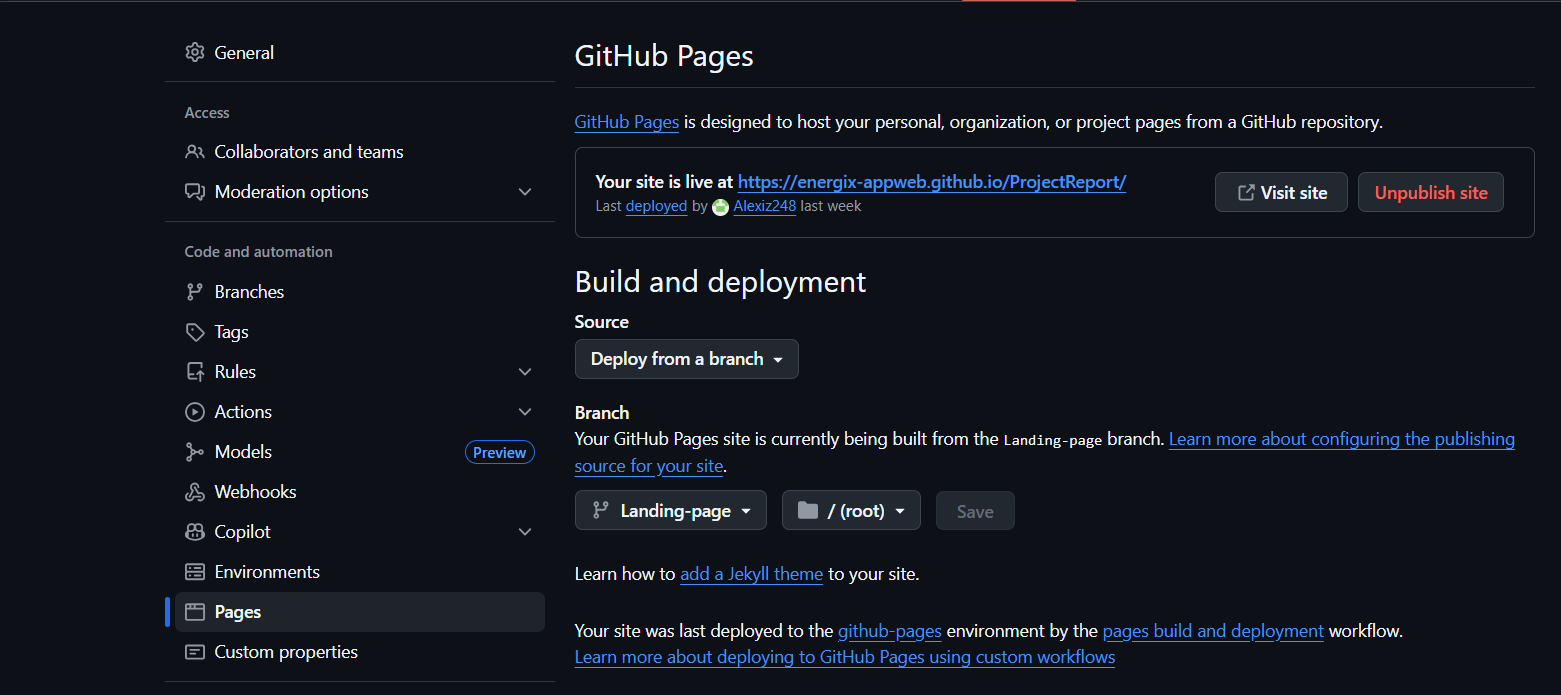 General
Access
Collaborators and teams
Moderation options
Code and automation
Branches
Tags
Rules
Actions
Models Preview
Webhooks
Copilot
Environments
Pages
Custom properties
GitHub Pages
GitHub Pages is designed to host your personal, organization, or project pages from a GitHub repository.
Your site is live at https://energix-appweb.github.io/ProjectReport/
Last deployed by Alexiz248 last week
Visit site
Unpublish site
Build and deployment
Source
Deploy from a branch
Branch
Your GitHub Pages site is currently being built from the Landing-page branch. Learn more about configuring the publishing
source for your site.
Landing-page / (root) Save
Learn how to add a Jekyll theme to your site.
Your site was last deployed to the github-pages environment by the pages build and deployment workflow.
Learn more about deploying to GitHub Pages using custom workflows